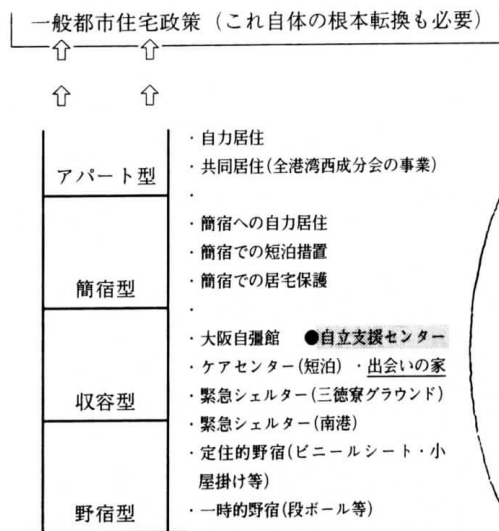 一般都市住宅政策（これ自体の根本転換も必要）
アパート型
・自力居住
・共同居住(全港湾西成分会の事業)
・
簡宿型
・簡宿への自力居住
・簡宿での短泊措置
・簡宿での居宅保護
・
収容型
・大阪自彊館　●自立支援センター
・ケアセンター(短泊)　・出会いの家
・緊急シェルター(三徳寮グラウンド)
・緊急シェルター(南港)
野宿型
・定住的野宿(ビニールシート・小
屋掛け等)
・一時的野宿(段ボール等)